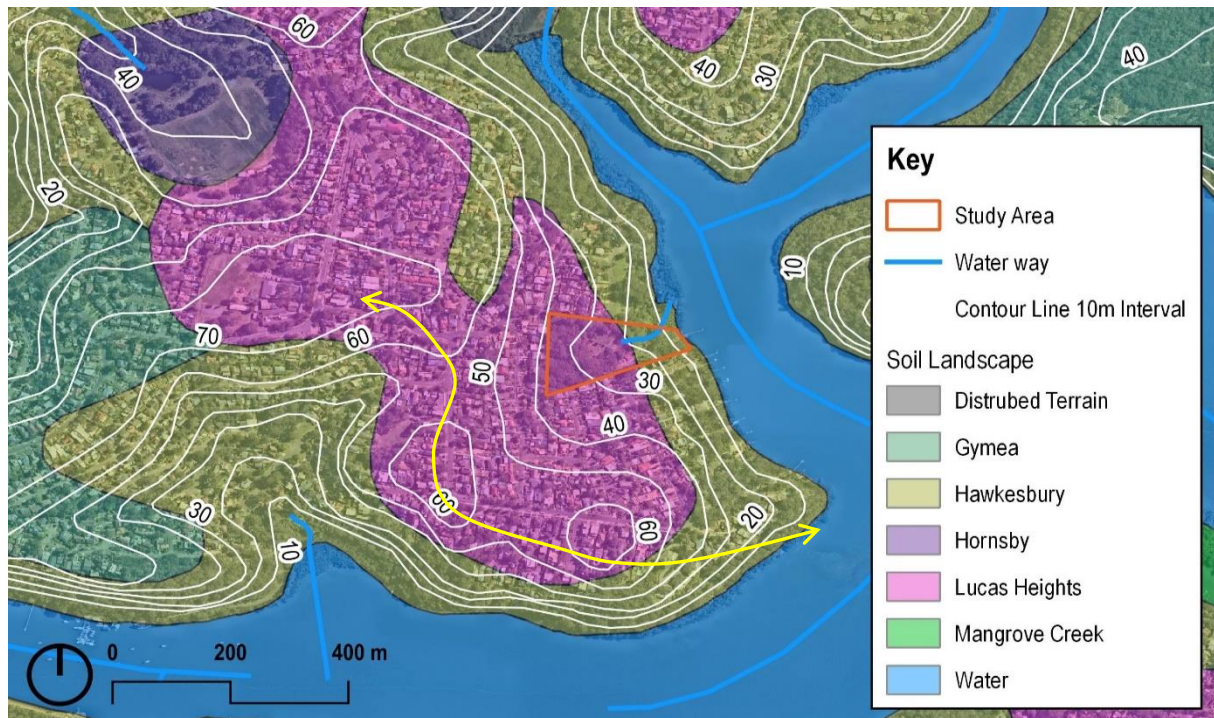 60
40
30
40
40
20
10
Key
Study Area
Water way
Contour Line 10m Interval
Soil Landscape
Distrubed Terrain
Gymea
Hawkesbury
Hornsby
Lucas Heights
Mangrove Creek
Water
70
60
50
30
40
60
60
20
30
10
0
200
400 m